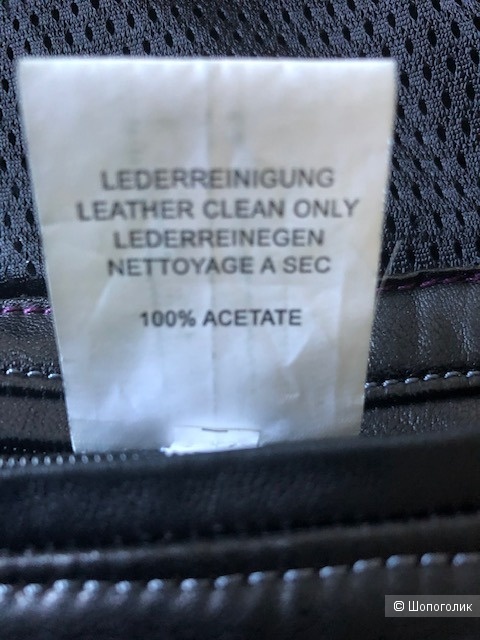 LEDERREINIGUNG
LEATHER CLEAN ONLY
LEDERREINEGEN
NETTOYAGE A SEC
100% ACETATE
© Шопоголик